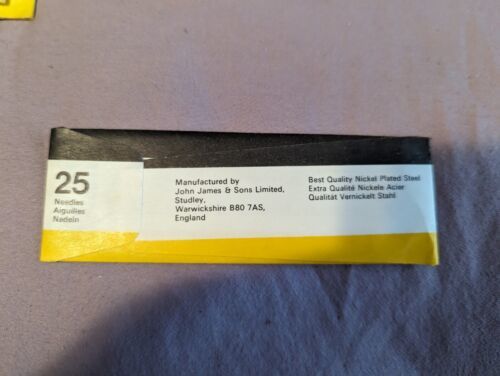 25
Needles
Aiguilles
Nadeln
Manufactured by
John James & Sons Limited,
Studley,
Warwickshire B80 7AS,
England
Best Quality Nickel Plated Steel
Extra Qualité Nickele Acier
Qualität Vernickelt Stahl